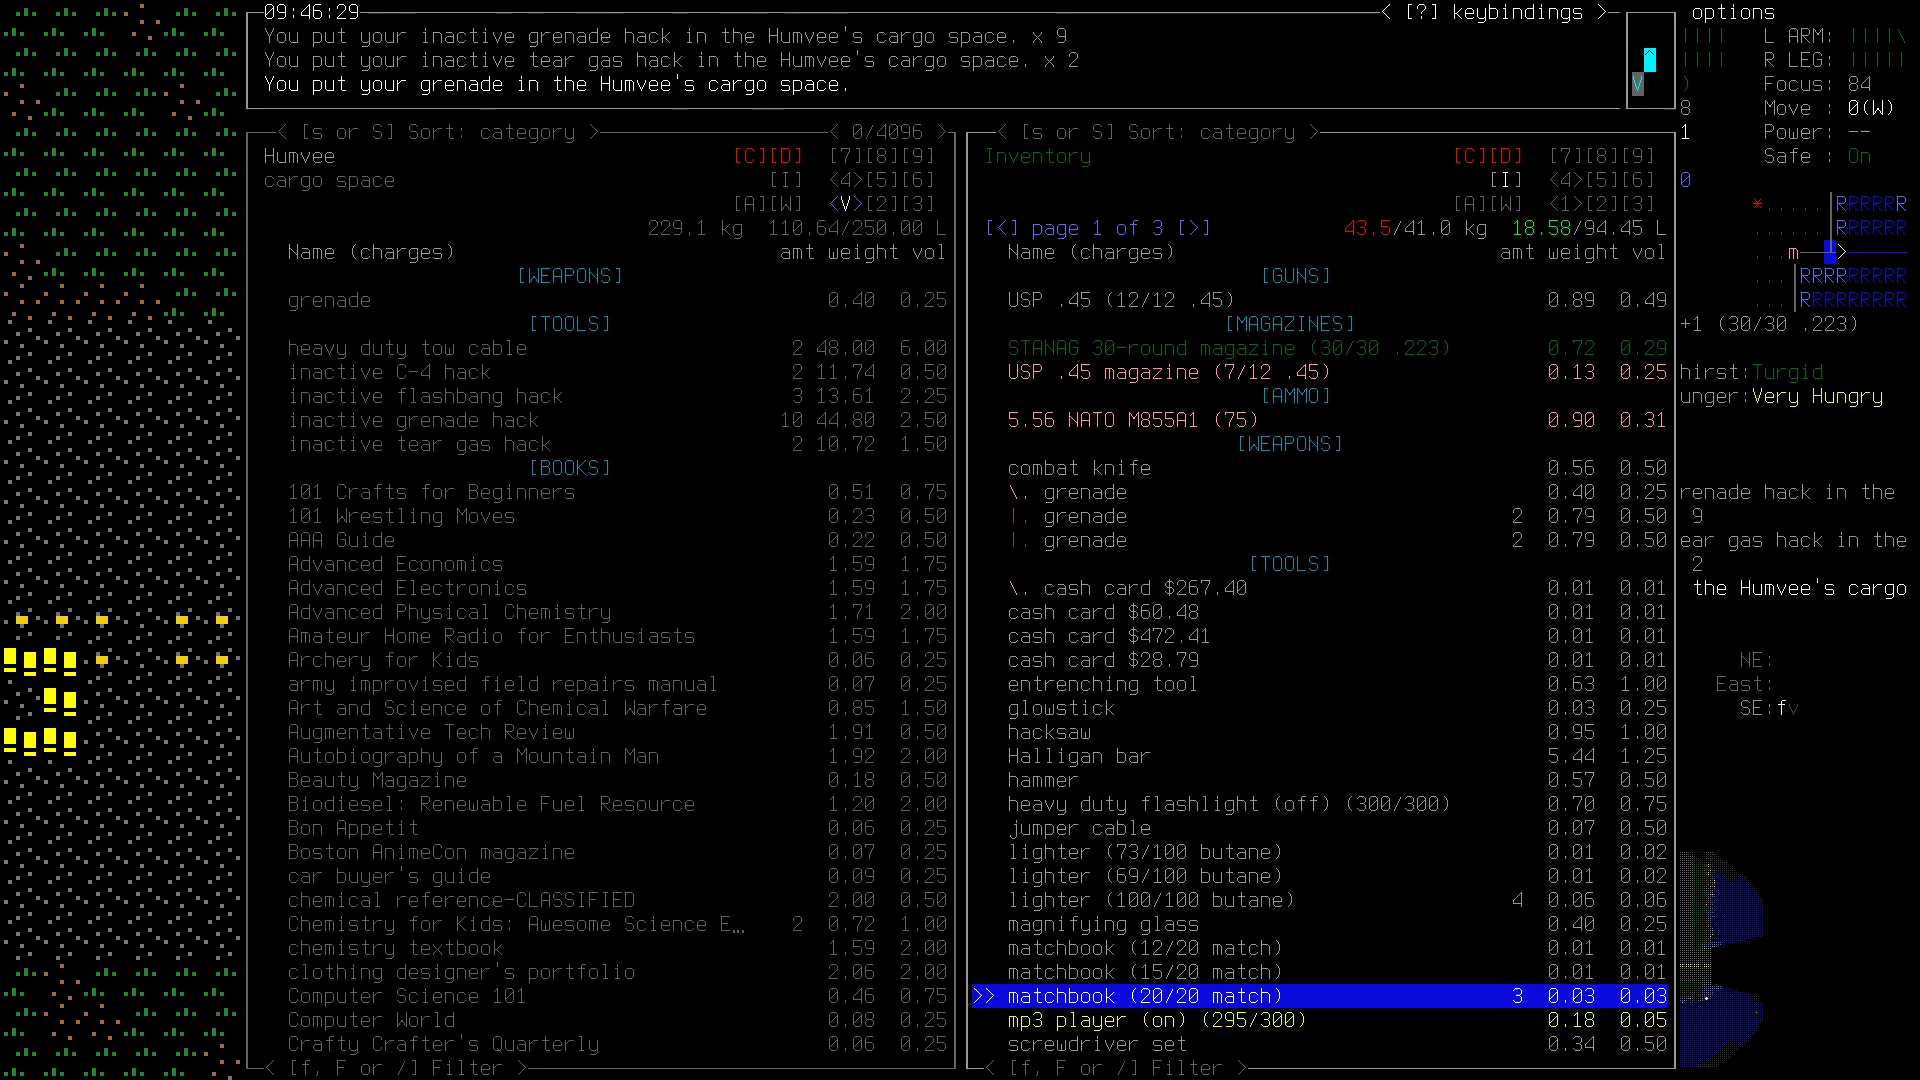 09:46:29 < [?] keybindings > options
You put your inactive grenade hack in the Humvee's cargo space. x 9
You put your inactive tear gas hack in the Humvee's cargo space. x 2
You put your grenade in the Humvee's cargo space.
^
V
L ARM: ||||\
R LEG: |||||
Focus: 84
8 Move : 0(W)
1 Power: --
Safe : On
0
< [s or S] Sort: category > < 0/4096 >
Humvee [C][D] [7][8][9]
cargo space [I] <4>[5][6]
[A][W] <V>[2][3]
229.1 kg 110.64/250.00 L
Name (charges) amt weight vol
[WEAPONS]
grenade 0.40 0.25
[TOOLS]
heavy duty tow cable 2 48.00 6.00
inactive C-4 hack 2 11.74 0.50
inactive flashbang hack 3 13.61 2.25
inactive grenade hack 10 44.80 2.50
inactive tear gas hack 2 10.72 1.50
[BOOKS]
101 Crafts for Beginners 0.51 0.75
101 Wrestling Moves 0.23 0.50
AAA Guide 0.22 0.50
Advanced Economics 1.59 1.75
Advanced Electronics 1.59 1.75
Advanced Physical Chemistry 1.71 2.00
Amateur Home Radio for Enthusiasts 1.59 1.75
Archery for Kids 0.06 0.25
army improvised field repairs manual 0.07 0.25
Art and Science of Chemical Warfare 0.85 1.50
Augmentative Tech Review 1.91 0.50
Autobiography of a Mountain Man 1.92 2.00
Beauty Magazine 0.18 0.50
Biodiesel: Renewable Fuel Resource 1.20 2.00
Bon Appetit 0.06 0.25
Boston AnimeCon magazine 0.07 0.25
car buyer's guide 0.09 0.25
chemical reference-CLASSIFIED 2.00 0.50
Chemistry for Kids: Awesome Science E… 2 0.72 1.00
chemistry textbook 1.59 2.00
clothing designer's portfolio 2.06 2.00
Computer Science 101 0.46 0.75
Computer World 0.08 0.25
Crafty Crafter's Quarterly 0.06 0.25
< [f, F or /] Filter >
< [s or S] Sort: category >
Inventory [C][D] [7][8][9]
[I] <4>[5][6]
[A][W] <1>[2][3]
[<] page 1 of 3 [>] 43.5/41.0 kg 18.58/94.45 L
Name (charges) amt weight vol
[GUNS]
USP .45 (12/12 .45) 0.89 0.49
[MAGAZINES]
STANAG 30-round magazine (30/30 .223) 0.72 0.29
USP .45 magazine (7/12 .45) 0.13 0.25
[AMMO]
5.56 NATO M855A1 (75) 0.90 0.31
[WEAPONS]
combat knife 0.56 0.50
\. grenade 0.40 0.25
|. grenade 2 0.79 0.50
|. grenade 2 0.79 0.50
[TOOLS]
\. cash card $267.40 0.01 0.01
cash card $60.48 0.01 0.01
cash card $472.41 0.01 0.01
cash card $28.79 0.01 0.01
entrenching tool 0.63 1.00
glowstick 0.03 0.25
hacksaw 0.95 1.00
Halligan bar 5.44 1.25
hammer 0.57 0.50
heavy duty flashlight (off) (300/300) 0.70 0.75
jumper cable 0.07 0.50
lighter (73/100 butane) 0.01 0.02
lighter (69/100 butane) 0.01 0.02
lighter (100/100 butane) 4 0.06 0.06
magnifying glass 0.40 0.25
matchbook (12/20 match) 0.01 0.01
matchbook (15/20 match) 0.01 0.01
>> matchbook (20/20 match) 3 0.03 0.03
mp3 player (on) (295/300) 0.18 0.05
screwdriver set 0.34 0.50
< [f, F or /] Filter >
*.....|RRRRRR
......|RRRRRR
...m
RRRRRRRRR
RRRRRRRRR
+1 (30/30 .223)
hirst:Turgid
unger:Very Hungry
renade hack in the
9
ear gas hack in the
2
the Humvee's cargo
NE:
East:
SE:fv